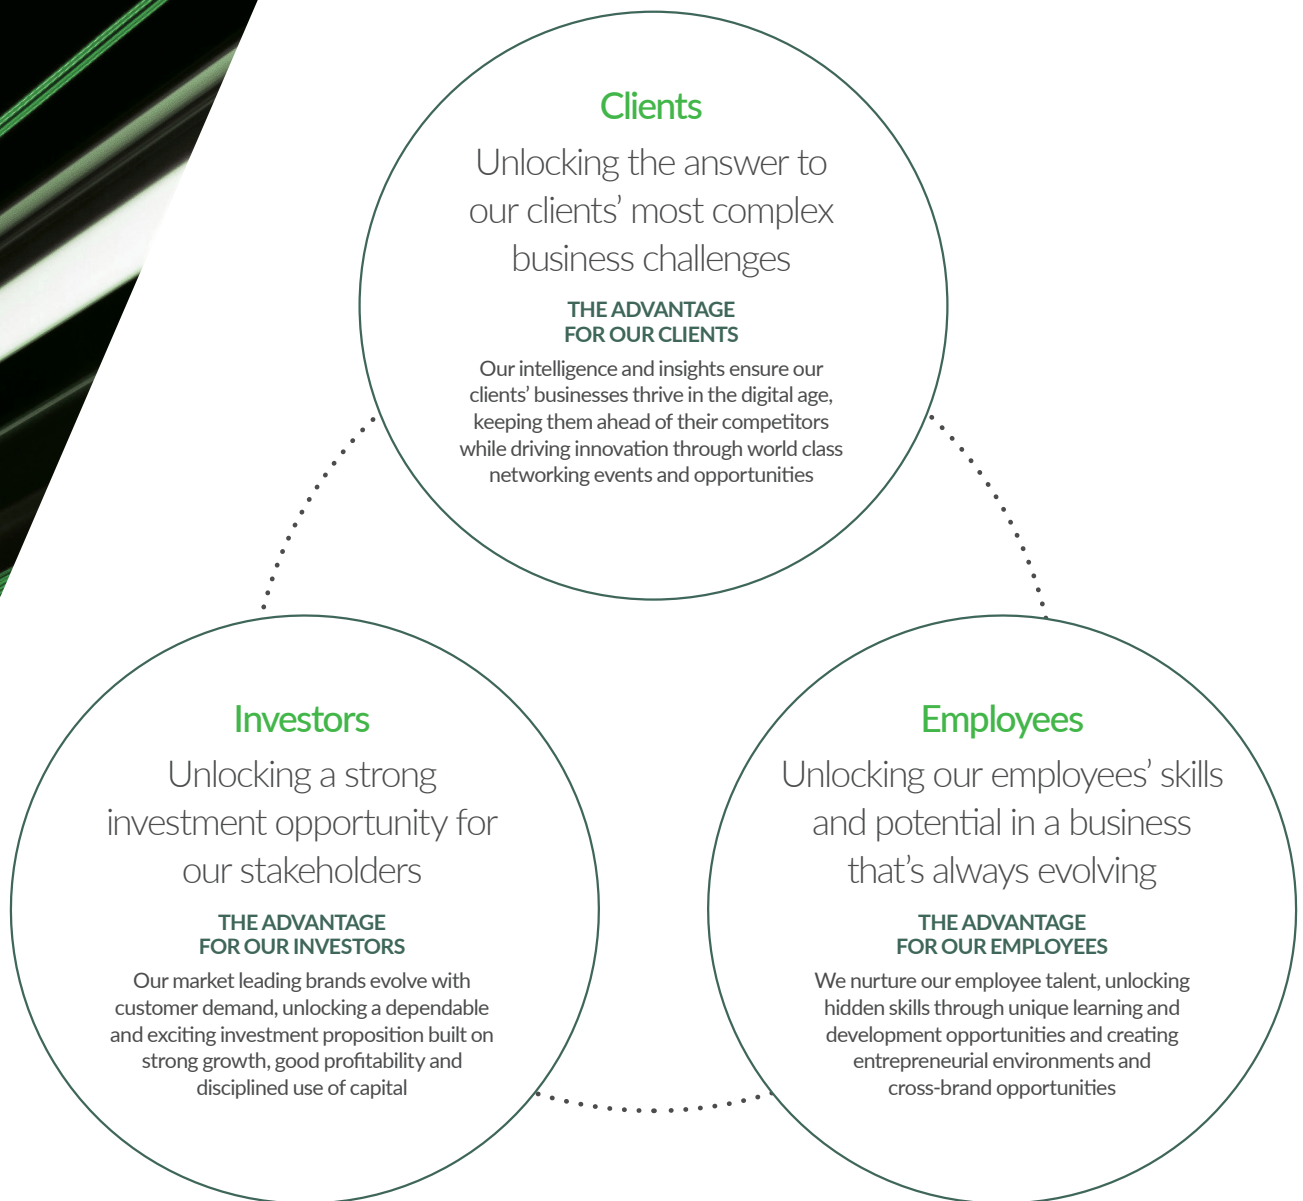 Clients
Unlocking the answer to
our clients’ most complex
business challenges
THE ADVANTAGE
FOR OUR CLIENTS
Our intelligence and insights ensure our
clients’ businesses thrive in the digital age,
keeping them ahead of their competitors
while driving innovation through world class
networking events and opportunities
Investors
Unlocking a strong
investment opportunity for
our stakeholders
THE ADVANTAGE
FOR OUR INVESTORS
Our market leading brands evolve with
customer demand, unlocking a dependable
and exciting investment proposition built on
strong growth, good profitability and
disciplined use of capital
Employees
Unlocking our employees’ skills
and potential in a business
that’s always evolving
THE ADVANTAGE
FOR OUR EMPLOYEES
We nurture our employee talent, unlocking
hidden skills through unique learning and
development opportunities and creating
entrepreneurial environments and
cross-brand opportunities